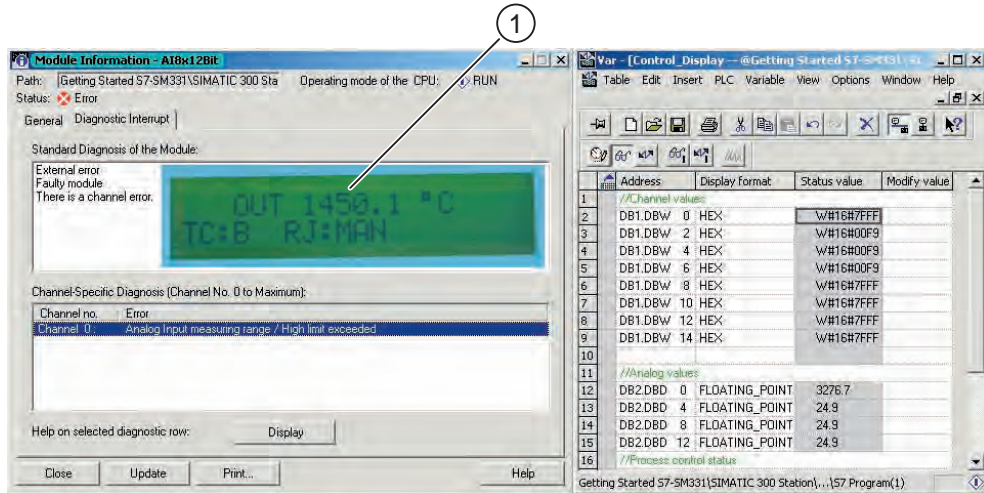 1
Module Information - AI8x12Bit
Path: Getting Started S7-SM331\SIMATIC 300 Sta Operating mode of the CPU: RUN
Status: Error
General Diagnostic Interrupt
Standard Diagnosis of the Module:
External error
Faulty module
There is a channel error.
OUT 1450.1 °C
TC:B RJ:MAN
Channel-Specific Diagnosis (Channel No. 0 to Maximum):
Channel no. Error
Channel 0 : Analog Input measuring range / High limit exceeded
Help on selected diagnostic row: Display
Close Update Print... Help
Var - [Control_Display -- @Getting Started S7-SM331\
Table Edit Insert PLC Variable View Options Window Help
Address Display format Status value Modify value
1 //Channel values
2 DB1.DBW 0 HEX W#16#7FFF
3 DB1.DBW 2 HEX W#16#00F9
4 DB1.DBW 4 HEX W#16#00F9
5 DB1.DBW 6 HEX W#16#00F9
6 DB1.DBW 8 HEX W#16#7FFF
7 DB1.DBW 10 HEX W#16#7FFF
8 DB1.DBW 12 HEX W#16#7FFF
9 DB1.DBW 14 HEX W#16#7FFF
10
11 //Analog values
12 DB2.DBD 0 FLOATING_POINT 3276.7
13 DB2.DBD 4 FLOATING_POINT 24.9
14 DB2.DBD 8 FLOATING_POINT 24.9
15 DB2.DBD 12 FLOATING_POINT 24.9
16 //Process control status
Getting Started S7-SM331\SIMATIC 300 Station\...\S7 Program(1)